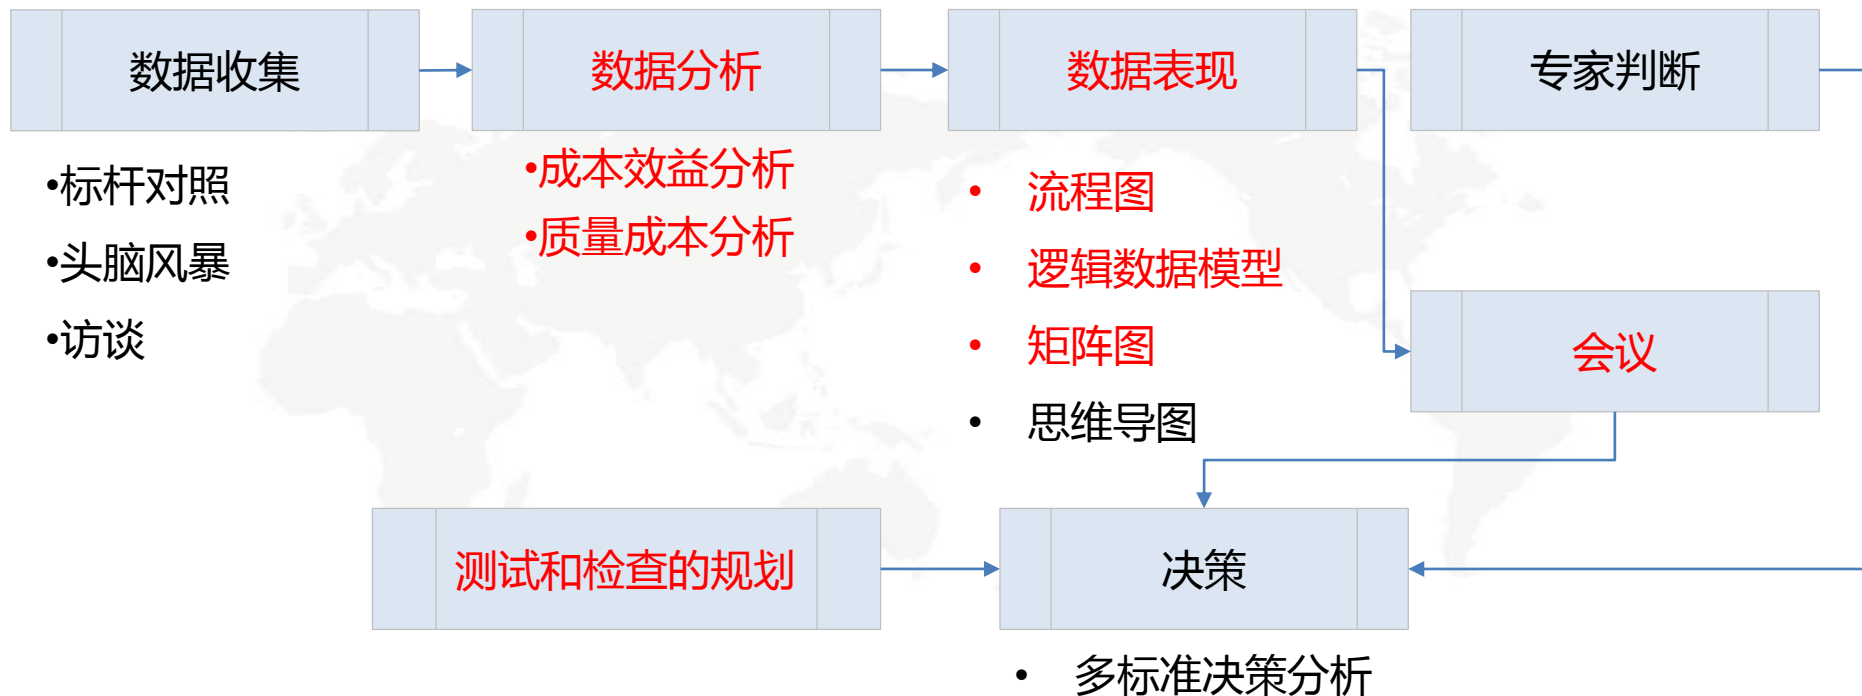 数据收集
数据分析
数据表现
专家判断
•标杆对照
•头脑风暴
•访谈
•成本效益分析
•质量成本分析
• 流程图
• 逻辑数据模型
• 矩阵图
• 思维导图
会议
测试和检查的规划
决策
• 多标准决策分析